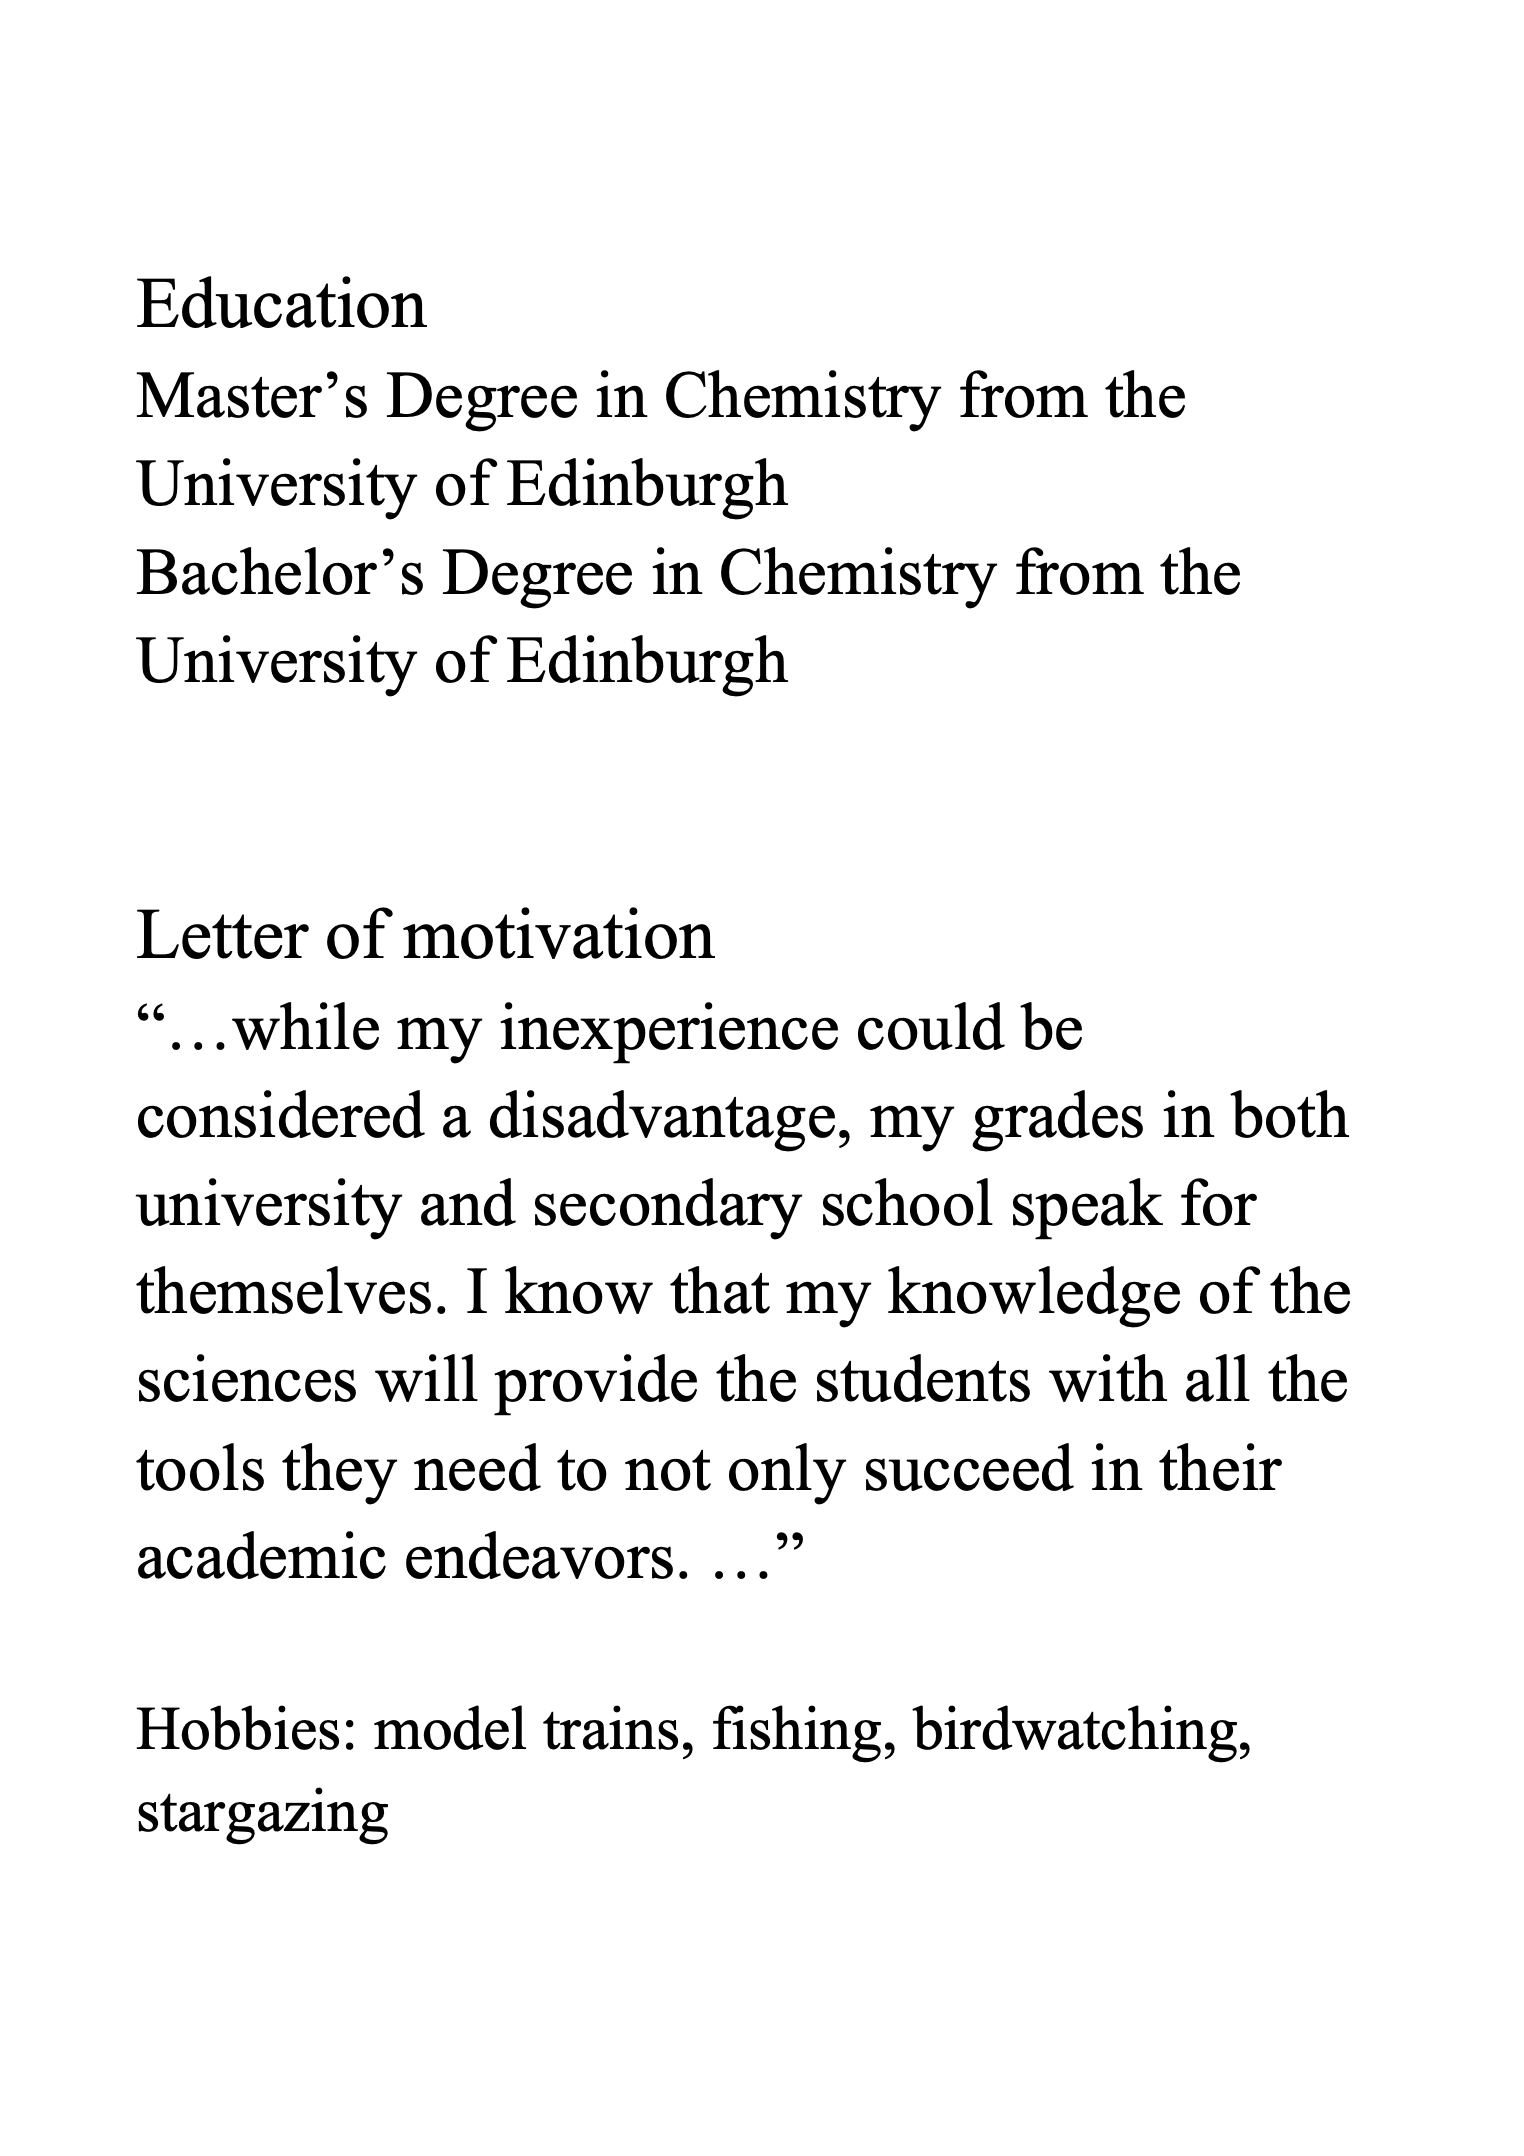 Education
Master’s Degree in Chemistry from the
University of Edinburgh
Bachelor’s Degree in Chemistry from the
University of Edinburgh
Letter of motivation
“…while my inexperience could be
considered a disadvantage, my grades in both
university and secondary school speak for
themselves. I know that my knowledge of the
sciences will provide the students with all the
tools they need to not only succeed in their
academic endeavors. …”
Hobbies: model trains, fishing, birdwatching,
stargazing